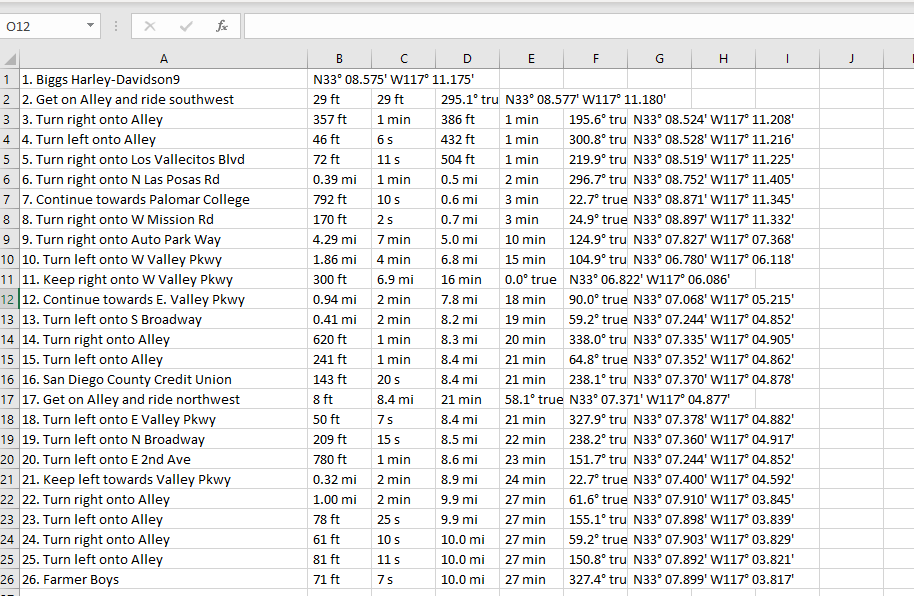 O12 fx
A B C D E F G H I J
1 1. Biggs Harley-Davidson9 N33° 08.575' W117° 11.175'
2 2. Get on Alley and ride southwest 29 ft 29 ft 295.1° tru N33° 08.577' W117° 11.180'
3 3. Turn right onto Alley 357 ft 1 min 386 ft 1 min 195.6° tru N33° 08.524' W117° 11.208'
4 4. Turn left onto Alley 46 ft 6 s 432 ft 1 min 300.8° tru N33° 08.528' W117° 11.216'
5 5. Turn right onto Los Vallecitos Blvd 72 ft 11 s 504 ft 1 min 219.9° tru N33° 08.519' W117° 11.225'
6 6. Turn right onto N Las Posas Rd 0.39 mi 1 min 0.5 mi 2 min 296.7° tru N33° 08.752' W117° 11.405'
7 7. Continue towards Palomar College 792 ft 10 s 0.6 mi 3 min 22.7° true N33° 08.871' W117° 11.345'
8 8. Turn right onto W Mission Rd 170 ft 2 s 0.7 mi 3 min 24.9° true N33° 08.897' W117° 11.332'
9 9. Turn right onto Auto Park Way 4.29 mi 7 min 5.0 mi 10 min 124.9° tru N33° 07.827' W117° 07.368'
10 10. Turn left onto W Valley Pkwy 1.86 mi 4 min 6.8 mi 15 min 104.9° tru N33° 06.780' W117° 06.118'
11 11. Keep right onto W Valley Pkwy 300 ft 6.9 mi 16 min 0.0° true N33° 06.822' W117° 06.086'
12 12. Continue towards E. Valley Pkwy 0.94 mi 2 min 7.8 mi 18 min 90.0° true N33° 07.068' W117° 05.215'
13 13. Turn left onto S Broadway 0.41 mi 2 min 8.2 mi 19 min 59.2° true N33° 07.244' W117° 04.852'
14 14. Turn right onto Alley 620 ft 1 min 8.3 mi 20 min 338.0° tru N33° 07.335' W117° 04.905'
15 15. Turn left onto Alley 241 ft 1 min 8.4 mi 21 min 64.8° true N33° 07.352' W117° 04.862'
16 16. San Diego County Credit Union 143 ft 20 s 8.4 mi 21 min 238.1° tru N33° 07.370' W117° 04.878'
17 17. Get on Alley and ride northwest 8 ft 8.4 mi 21 min 58.1° true N33° 07.371' W117° 04.877'
18 18. Turn left onto E Valley Pkwy 50 ft 7 s 8.4 mi 21 min 327.9° tru N33° 07.378' W117° 04.882'
19 19. Turn left onto N Broadway 209 ft 15 s 8.5 mi 22 min 238.2° tru N33° 07.360' W117° 04.917'
20 20. Turn left onto E 2nd Ave 780 ft 1 min 8.6 mi 23 min 151.7° tru N33° 07.244' W117° 04.852'
21 21. Keep left towards Valley Pkwy 0.32 mi 2 min 8.9 mi 24 min 22.7° true N33° 07.400' W117° 04.592'
22 22. Turn right onto Alley 1.00 mi 2 min 9.9 mi 27 min 61.6° true N33° 07.910' W117° 03.845'
23 23. Turn left onto Alley 78 ft 25 s 9.9 mi 27 min 155.1° tru N33° 07.898' W117° 03.839'
24 24. Turn right onto Alley 61 ft 10 s 10.0 mi 27 min 59.2° true N33° 07.903' W117° 03.829'
25 25. Turn left onto Alley 81 ft 11 s 10.0 mi 27 min 150.8° tru N33° 07.892' W117° 03.821'
26 26. Farmer Boys 71 ft 7 s 10.0 mi 27 min 327.4° tru N33° 07.899' W117° 03.817'